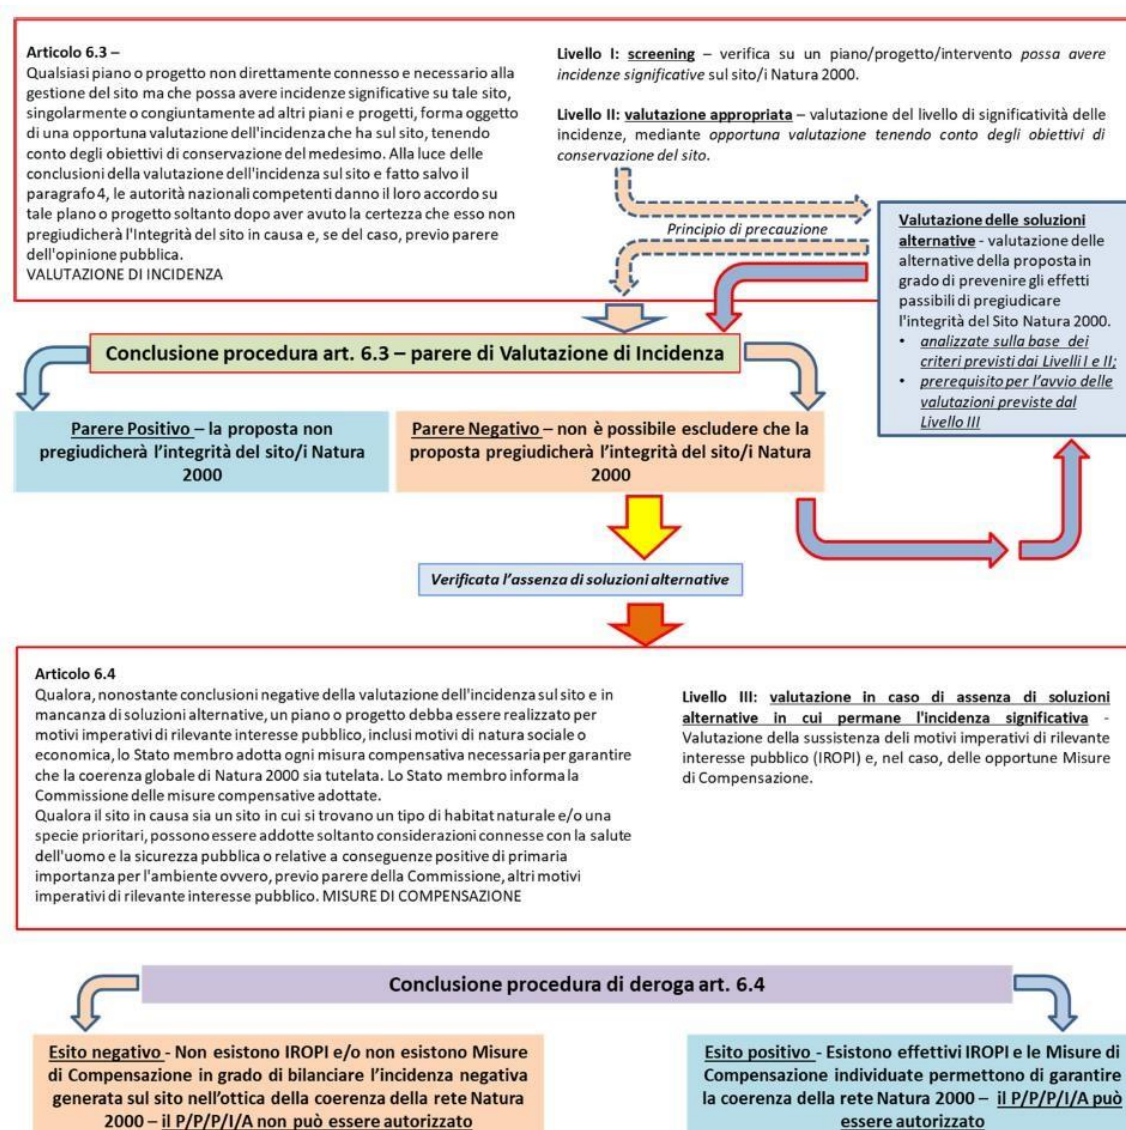 Articolo 6.3 –
Qualsiasi piano o progetto non direttamente connesso e necessario alla
gestione del sito ma che possa avere incidenze significative su tale sito,
singolarmente o congiuntamente ad altri piani e progetti, forma oggetto
di una opportuna valutazione dell'incidenza che ha sul sito, tenendo
conto degli obiettivi di conservazione del medesimo. Alla luce delle
conclusioni della valutazione dell'incidenza sul sito e fatto salvo il
paragrafo 4, le autorità nazionali competenti danno il loro accordo su
tale plano o progetto soltanto dopo aver avuto la certezza che esso non
pregiudicherà l'Integrità del sito in causa e, se del caso, previo parere
dell'opinione pubblica.
VALUTAZIONE DI INCIDENZA
Livello I: screening – verifica su un piano/progetto/intervento possa avere
incidenze significative sul sito/i Natura 2000.
Livello II: valutazione appropriata – valutazione del livello di significatività delle
incidenze, mediante opportuna valutazione tenendo conto degli obiettivi di
conservazione del sito.
Principio di precauzione
Valutazione delle soluzioni
alternative - valutazione delle
alternative della proposta in
grado di prevenire gli effetti
passibili di pregiudicare
l'integrità del Sito Natura 2000.
• analizzate sulla base dei
criteri previsti dai Livelli I e II;
• prerequisito per l'avvio delle
valutazioni previste dal
Livello III
Conclusione procedura art. 6.3 – parere di Valutazione di Incidenza
Parere Positivo – la proposta non
pregiudicherà l'integrità del sito/i Natura
2000
Parere Negativo – non è possibile escludere che la
proposta pregiudicherà l'integrità del sito/i Natura
2000
Verificata l'assenza di soluzioni alternative
Articolo 6.4
Qualora, nonostante conclusioni negative della valutazione dell'incidenza sul sito e in
mancanza di soluzioni alternative, un piano o progetto debba essere realizzato per
motivi imperativi di rilevante interesse pubblico, inclusi motivi di natura sociale o
economica, lo Stato membro adotta ogni misura compensativa necessaria per garantire
che la coerenza globale di Natura 2000 sia tutelata. Lo Stato membro informa la
Commissione delle misure compensative adottate.
Qualora il sito in causa sia un sito in cui si trovano un tipo di habitat naturale e/o una
specie prioritari, possono essere addotte soltanto considerazioni connesse con la salute
dell'uomo e la sicurezza pubblica o relative a conseguenze positive di primaria
importanza per l'ambiente ovvero, previo parere della Commissione, altri motivi
imperativi di rilevante interesse pubblico. MISURE DI COMPENSAZIONE
Livello III: valutazione in caso di assenza di soluzioni
alternative in cui permane l'incidenza significativa -
Valutazione della sussistenza deli motivi imperativi di rilevante
interesse pubblico (IROPI) e, nel caso, delle opportune Misure
di Compensazione.
Conclusione procedura di deroga art. 6.4
Esito negativo - Non esistono IROPI e/o non esistono Misure
di Compensazione in grado di bilanciare l'incidenza negativa
generata sul sito nell'ottica della coerenza della rete Natura
2000 – il P/P/P/I/A non può essere autorizzato
Esito positivo - Esistono effettivi IROPI e le Misure di
Compensazione individuate permettono di garantire
la coerenza della rete Natura 2000 – il P/P/P/I/A può
essere autorizzato